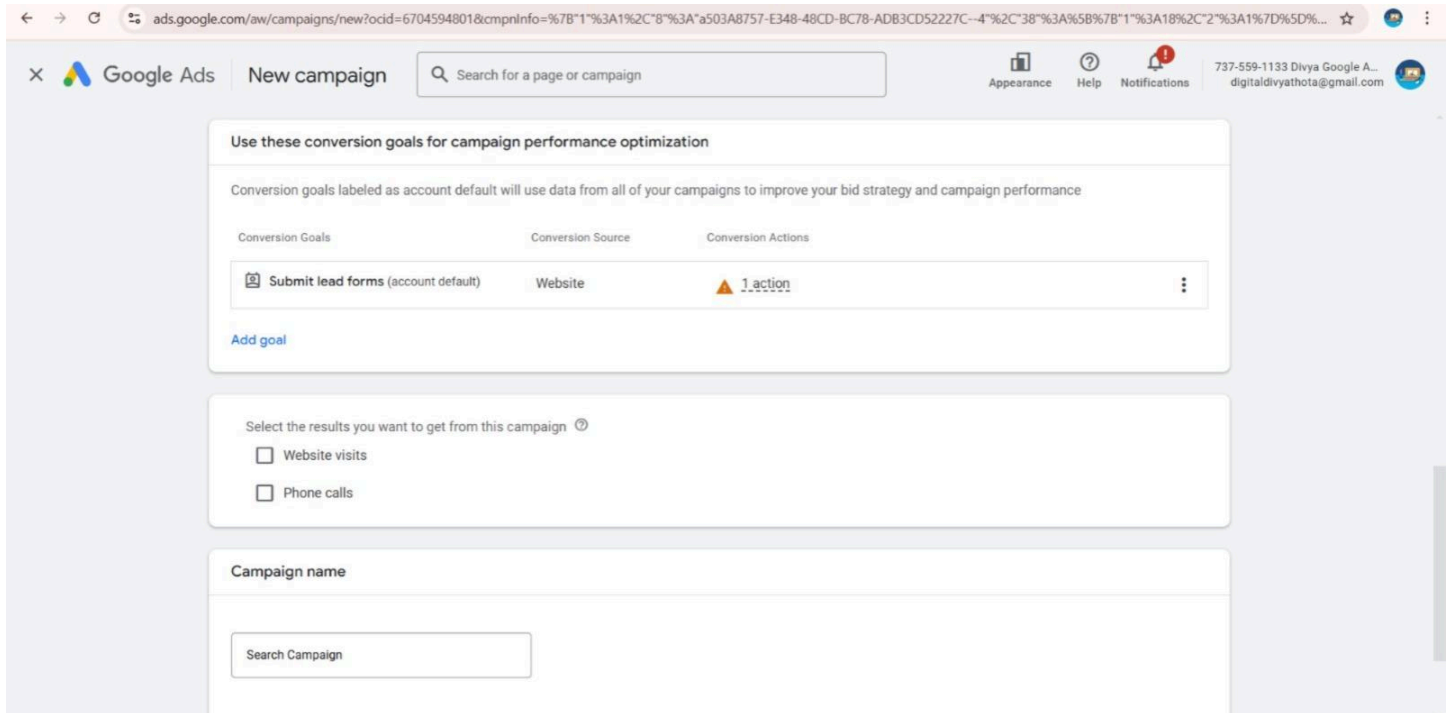 ads.google.com/aw/campaigns/new?ocid=6704594801&cmpnInfo=%7B"1"%3A1%2C"8"%3A"a503A8757-E348-48CD-BC78-ADB3CD52227C--4"%2C"38"%3A%5B%7B"1"%3A18%2C"2"%3A1%7D%5D%...
Google Ads
New campaign
Search for a page or campaign
Appearance
Help
Notifications
737-559-1133 Divya Google A...
digitaldivyathota@gmail.com
Use these conversion goals for campaign performance optimization
Conversion goals labeled as account default will use data from all of your campaigns to improve your bid strategy and campaign performance
Conversion Goals Conversion Source Conversion Actions
Submit lead forms (account default) Website 1 action
Add goal
Select the results you want to get from this campaign
Website visits
Phone calls
Campaign name
Search Campaign